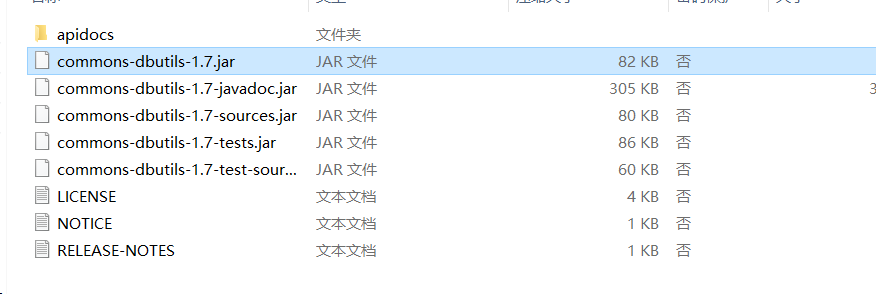 apidocs 文件夹
commons-dbutils-1.7.jar JAR 文件 82 KB 否
commons-dbutils-1.7-javadoc.jar JAR 文件 305 KB 否 3
commons-dbutils-1.7-sources.jar JAR 文件 80 KB 否
commons-dbutils-1.7-tests.jar JAR 文件 86 KB 否
commons-dbutils-1.7-test-sour... JAR 文件 60 KB 否
LICENSE 文本文档 4 KB 否
NOTICE 文本文档 1 KB 否
RELEASE-NOTES 文本文档 1 KB 否